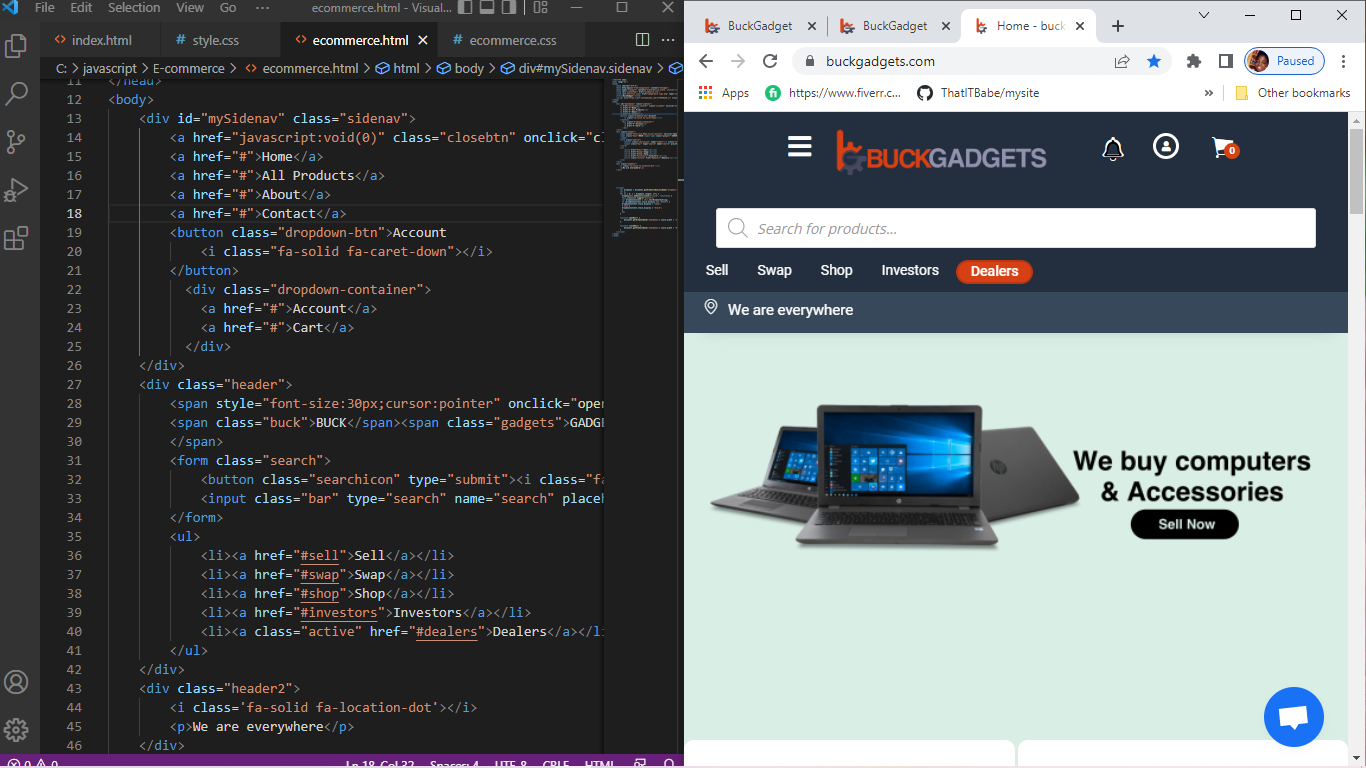 File Edit Selection View Go ··· ecommerce.html - Visual...
index.html style.css ecommerce.html ecommerce.css
C: > javascript > E-commerce > ecommerce.html > html > body > div#mySidenav.sidenav >
11 </head>
12 <body>
13 <div id="mySidenav" class="sidenav">
14 <a href="javascript:void(0)" class="closebtn" onclick="cl
15 <a href="#">Home</a>
16 <a href="#">All Products</a>
17 <a href="#">About</a>
18 <a href="#">Contact</a>
19 <button class="dropdown-btn">Account
20 <i class="fa-solid fa-caret-down"></i>
21 </button>
22 <div class="dropdown-container">
23 <a href="#">Account</a>
24 <a href="#">Cart</a>
25 </div>
26 </div>
27 <div class="header">
28 <span style="font-size:30px;cursor:pointer" onclick="open
29 <span class="buck">BUCK</span><span class="gadgets">GADGE
30 </span>
31 <form class="search">
32 <button class="searchicon" type="submit"><i class="fa
33 <input class="bar" type="search" name="search" placeh
34 </form>
35 <ul>
36 <li><a href="#sell">Sell</a></li>
37 <li><a href="#swap">Swap</a></li>
38 <li><a href="#shop">Shop</a></li>
39 <li><a href="#investors">Investors</a></li>
40 <li><a class="active" href="#dealers">Dealers</a></li
41 </ul>
42 </div>
43 <div class="header2">
44 <i class='fa-solid fa-location-dot'></i>
45 <p>We are everywhere</p>
46 </div>
0 0 Ln 18, Col 32 Spaces: 4 UTF-8 CRLF HTML
BuckGadget BuckGadget Home - buck
buckgadgets.com Paused
Apps https://www.fiverr.c... ThatITBabe/mysite » Other bookmarks
BUCKGADGETS 0
Search for products...
Sell Swap Shop Investors Dealers
We are everywhere
We buy computers
& Accessories
Sell Now